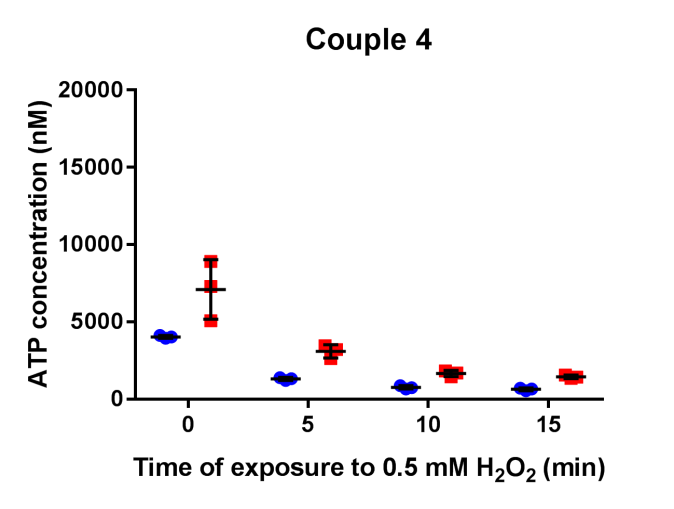 Couple 4
ATP concentration (nM)
20000
15000
10000
5000
0
0 5 10 15
Time of exposure to 0.5 mM H₂O₂ (min)